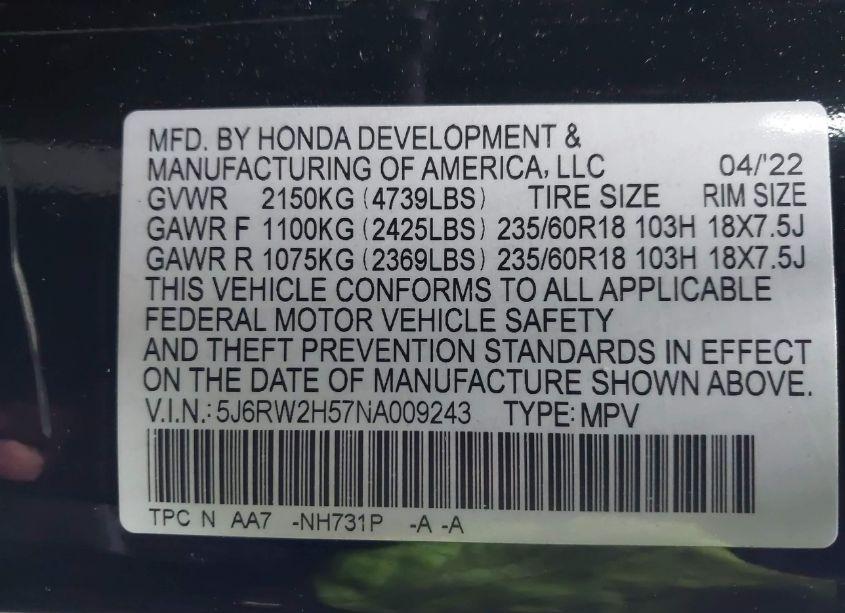 MFD. BY HONDA DEVELOPMENT &
MANUFACTURING OF AMERICA, LLC 04/'22
GVWR 2150KG (4739LBS) TIRE SIZE RIM SIZE
GAWR F 1100KG (2425LBS) 235/60R18 103H 18X7.5J
GAWR R 1075KG (2369LBS) 235/60R18 103H 18X7.5J
THIS VEHICLE CONFORMS TO ALL APPLICABLE
FEDERAL MOTOR VEHICLE SAFETY
AND THEFT PREVENTION STANDARDS IN EFFECT
ON THE DATE OF MANUFACTURE SHOWN ABOVE.
V.I.N.: 5J6RW2H57NA009243 TYPE: MPV
TPC N AA7 -NH731P -A -A